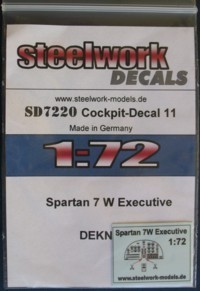 steelwork
DECALS
www.steelwork-models.de
SD7220 Cockpit-Decal 11
Made in Germany
1:72
Spartan 7 W Executive
DEKN
Spartan 7W Executive
1:72
www.steelwork-models.de